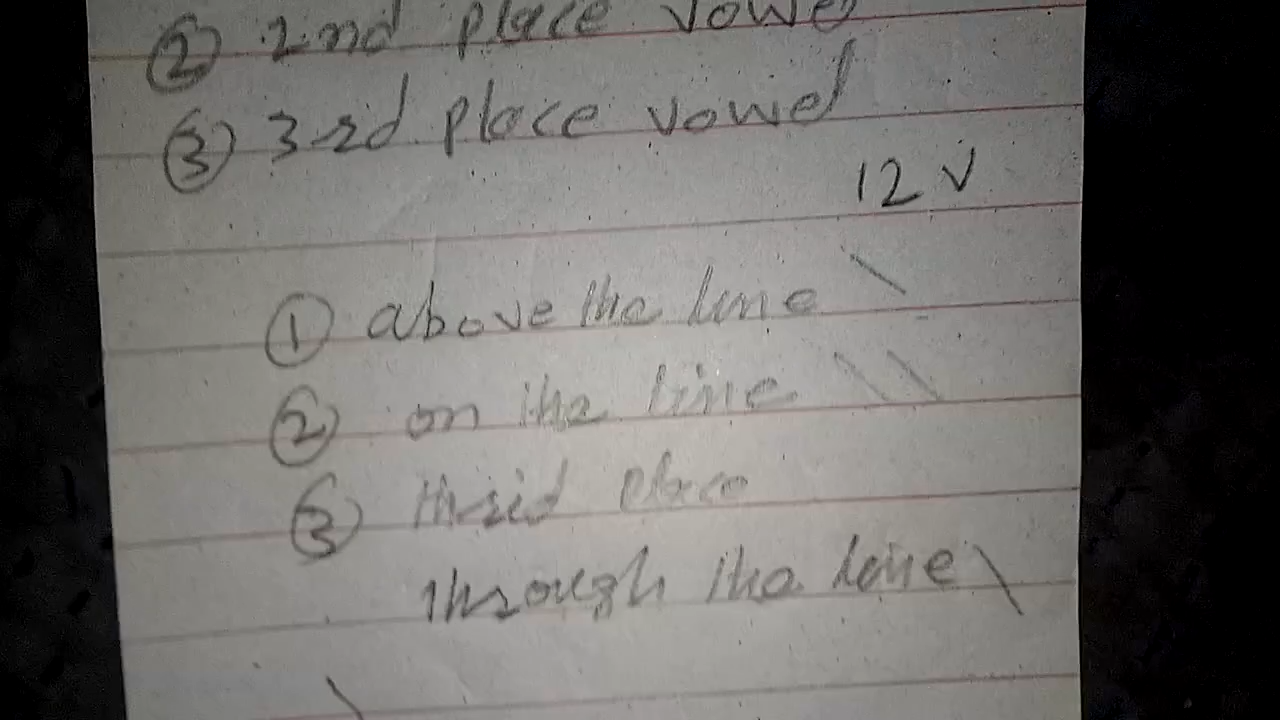 ② 2nd place vowel
③ 3rd place vowel
12 v
① above the line \
② on the line \ \
③ thrid place
through the line \